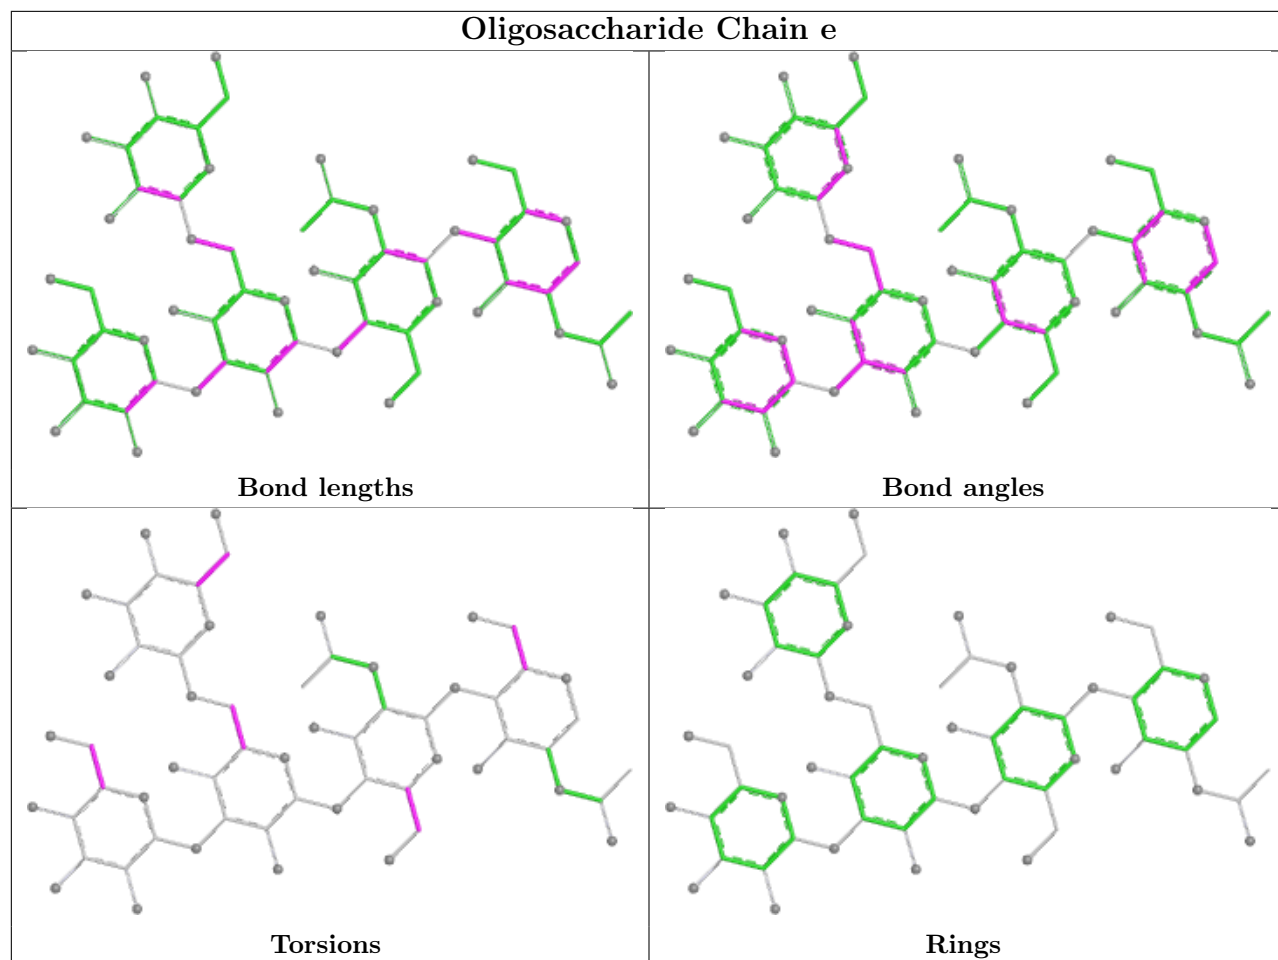 Oligosaccharide Chain e
Bond lengths
Bond angles
Torsions
Rings